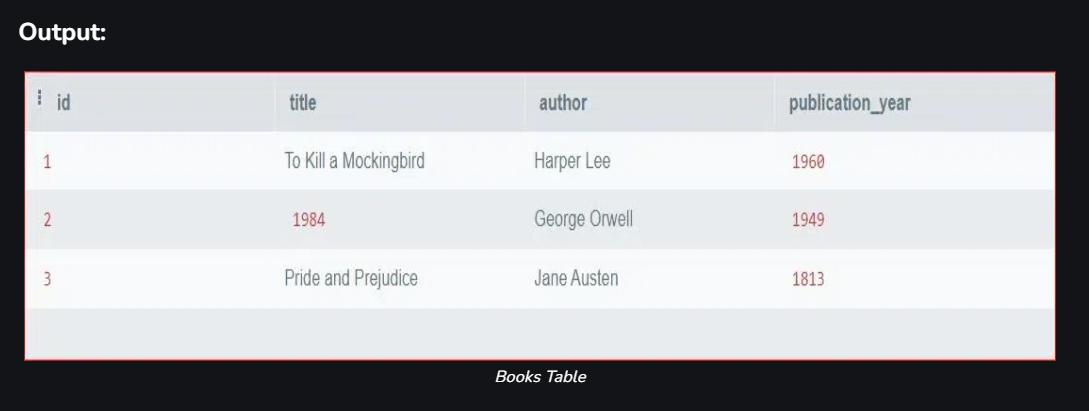 Output:
id title author publication_year
1 To Kill a Mockingbird Harper Lee 1960
2 1984 George Orwell 1949
3 Pride and Prejudice Jane Austen 1813
Books Table